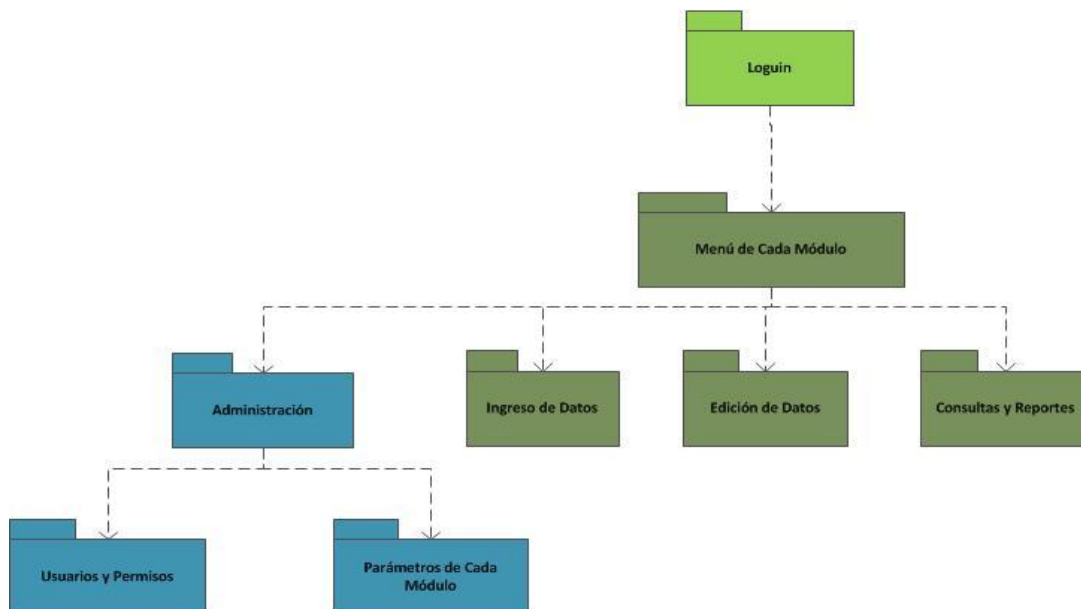 Loguin
Menú de Cada Módulo
Administración
Ingreso de Datos
Edición de Datos
Consultas y Reportes
Usuarios y Permisos
Parámetros de Cada
Módulo